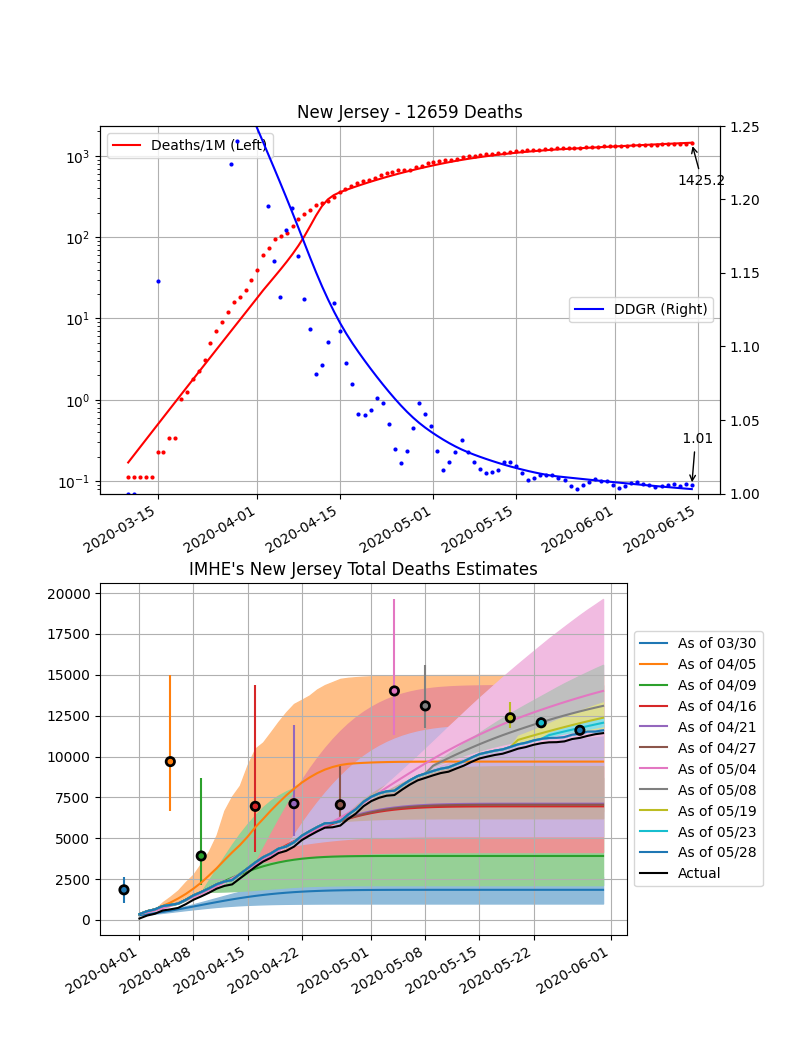 New Jersey - 12659 Deaths
Deaths/1M (Left)
DDGR (Right)
1425.2
1.01
10³
10²
10¹
10⁰
10⁻¹
1.25
1.20
1.15
1.10
1.05
1.00
2020-03-15
2020-04-01
2020-04-15
2020-05-01
2020-05-15
2020-06-01
2020-06-15
IMHE's New Jersey Total Deaths Estimates
20000
17500
15000
12500
10000
7500
5000
2500
0
2020-04-01
2020-04-08
2020-04-15
2020-04-22
2020-05-01
2020-05-08
2020-05-15
2020-05-22
2020-06-01
As of 03/30
As of 04/05
As of 04/09
As of 04/16
As of 04/21
As of 04/27
As of 05/04
As of 05/08
As of 05/19
As of 05/23
As of 05/28
Actual